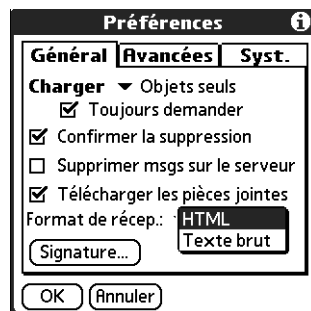 Préférences
Général Avancées Syst.
Charger Objets seuls
Toujours demander
Confirmer la suppression
Supprimer msgs sur le serveur
Télécharger les pièces jointes
Format de récep.: HTML
Texte brut
Signature...
OK Annuler